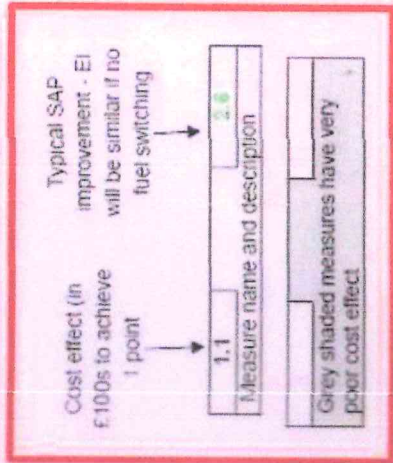 Cost effect (in
£100s to achieve
1 point
Typical SAP
improvement - EI
will be similar if no
fuel switching
1.1
2.6
Measure name and description
Grey shaded measures have very
poor cost effect